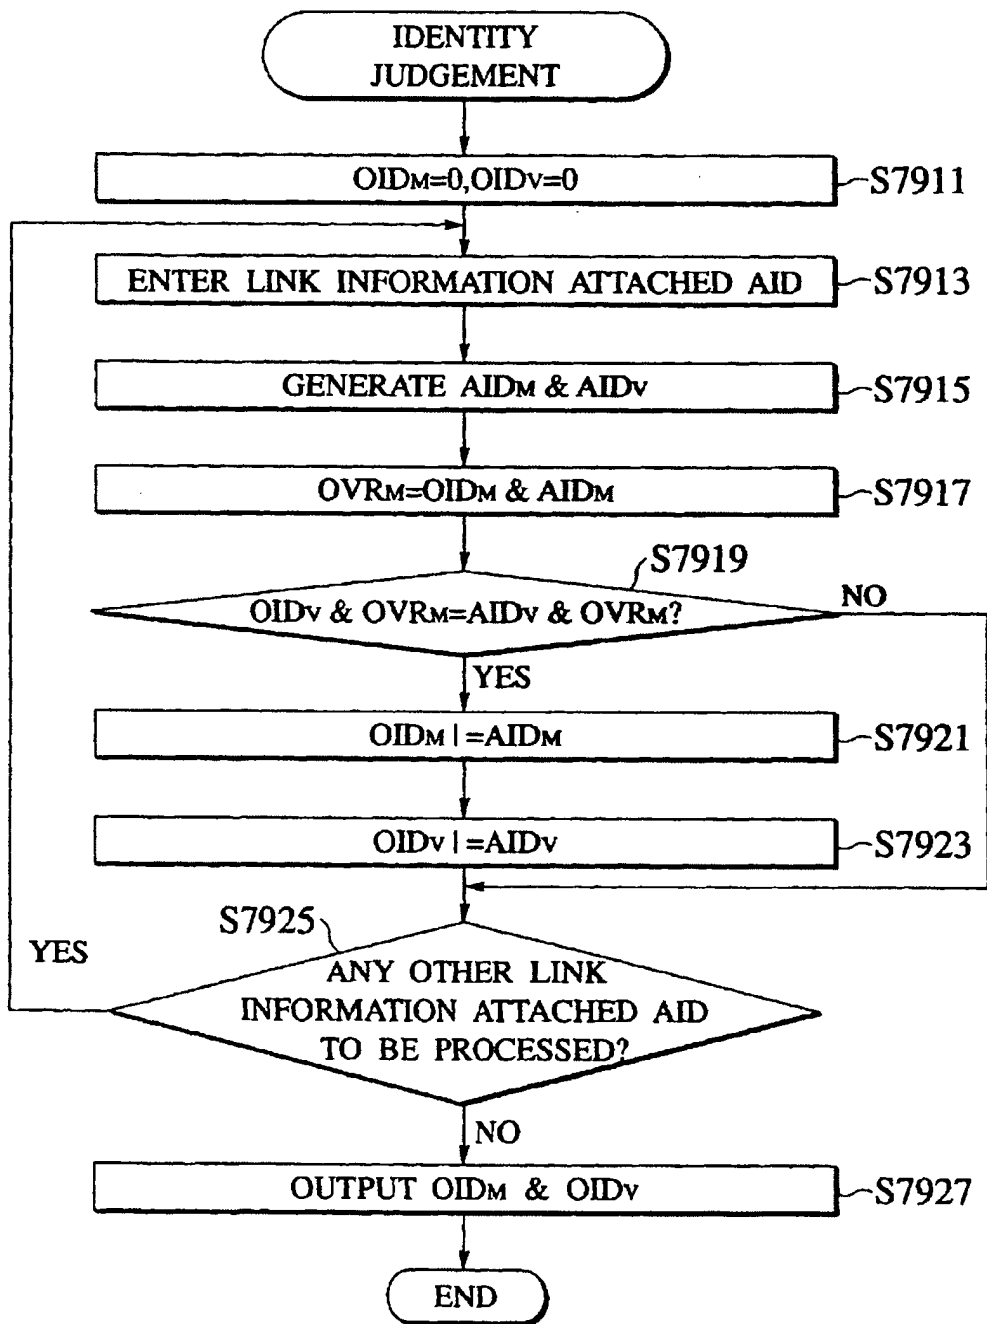 IDENTITY
JUDGEMENT
OIDM=0,OIDV=0
S7911
ENTER LINK INFORMATION ATTACHED AID
S7913
GENERATE AIDM & AIDV
S7915
OVRM=OIDM & AIDM
S7917
S7919
OIDV & OVRM=AIDV & OVRM?
NO
YES
OIDM | =AIDM
S7921
OIDV | =AIDV
S7923
S7925
YES
ANY OTHER LINK
INFORMATION ATTACHED AID
TO BE PROCESSED?
NO
OUTPUT OIDM & OIDV
S7927
END